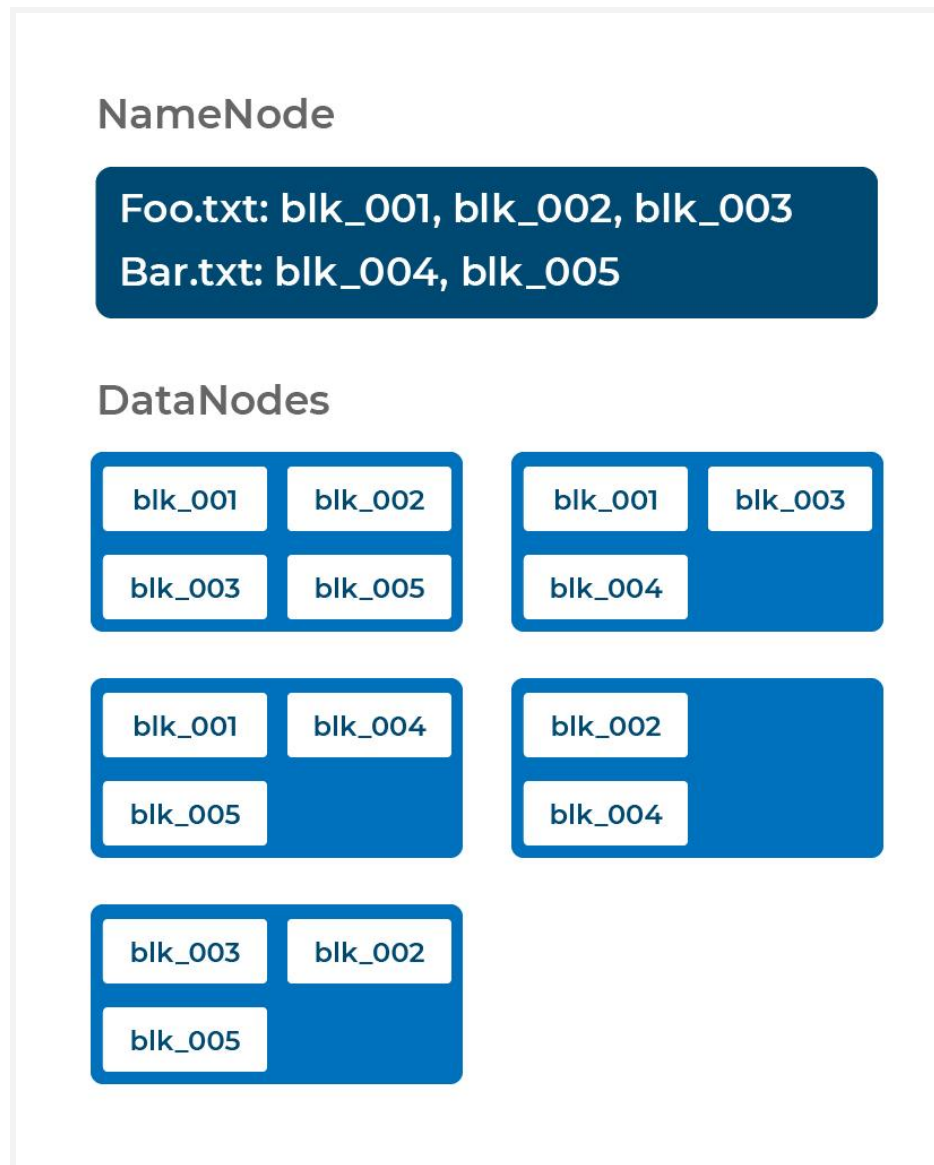 NameNode
Foo.txt: blk_001, blk_002, blk_003
Bar.txt: blk_004, blk_005
DataNodes
blk_001 blk_002
blk_003 blk_005
blk_001 blk_003
blk_004
blk_001 blk_004
blk_005
blk_002
blk_004
blk_003 blk_002
blk_005